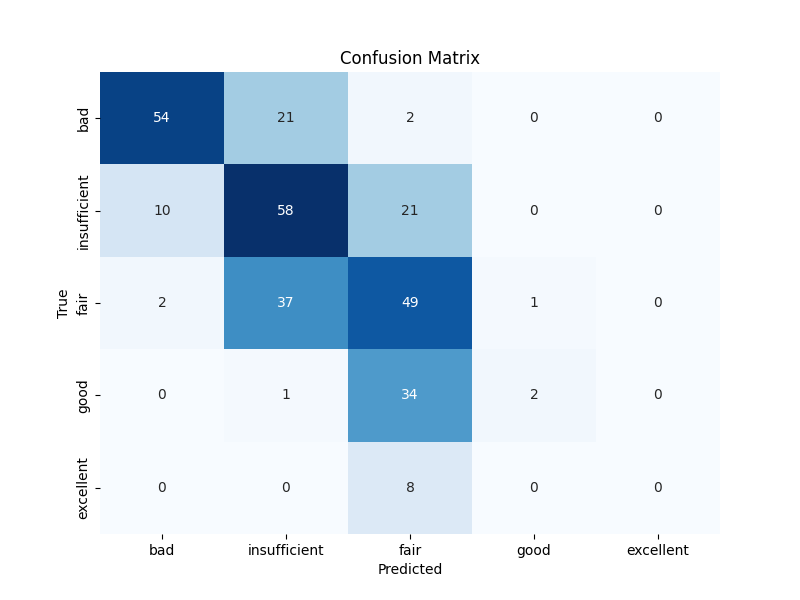 Confusion Matrix
bad 54 21 2 0 0
insufficient 10 58 21 0 0
True
fair 2 37 49 1 0
good 0 1 34 2 0
excellent 0 0 8 0 0
bad insufficient fair good excellent
Predicted